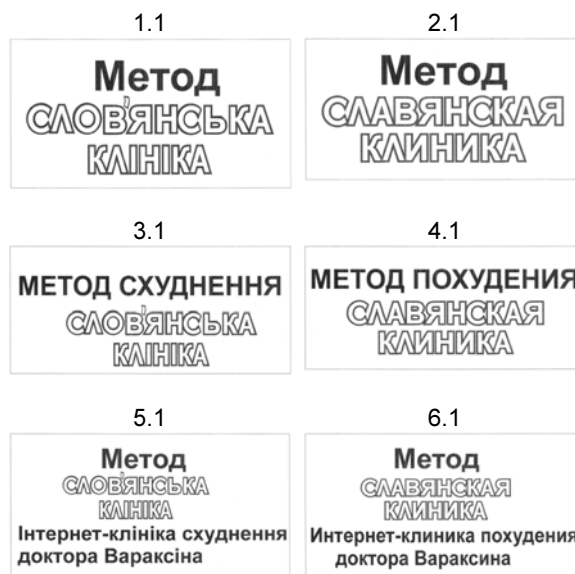 1.1
Метод
СЛОВ'ЯНСЬКА
КЛІНІКА
2.1
Метод
СЛАВЯНСКАЯ
КЛИНИКА
3.1
МЕТОД СХУДНЕННЯ
СЛОВ'ЯНСЬКА
КЛІНІКА
4.1
МЕТОД ПОХУДЕНИЯ
СЛАВЯНСКАЯ
КЛИНИКА
5.1
Метод
СЛОВ'ЯНСЬКА
КЛІНІКА
Інтернет-клініка схуднення
доктора Вараксіна
6.1
Метод
СЛАВЯНСКАЯ
КЛИНИКА
Интернет-клиника похудения
доктора Вараксина